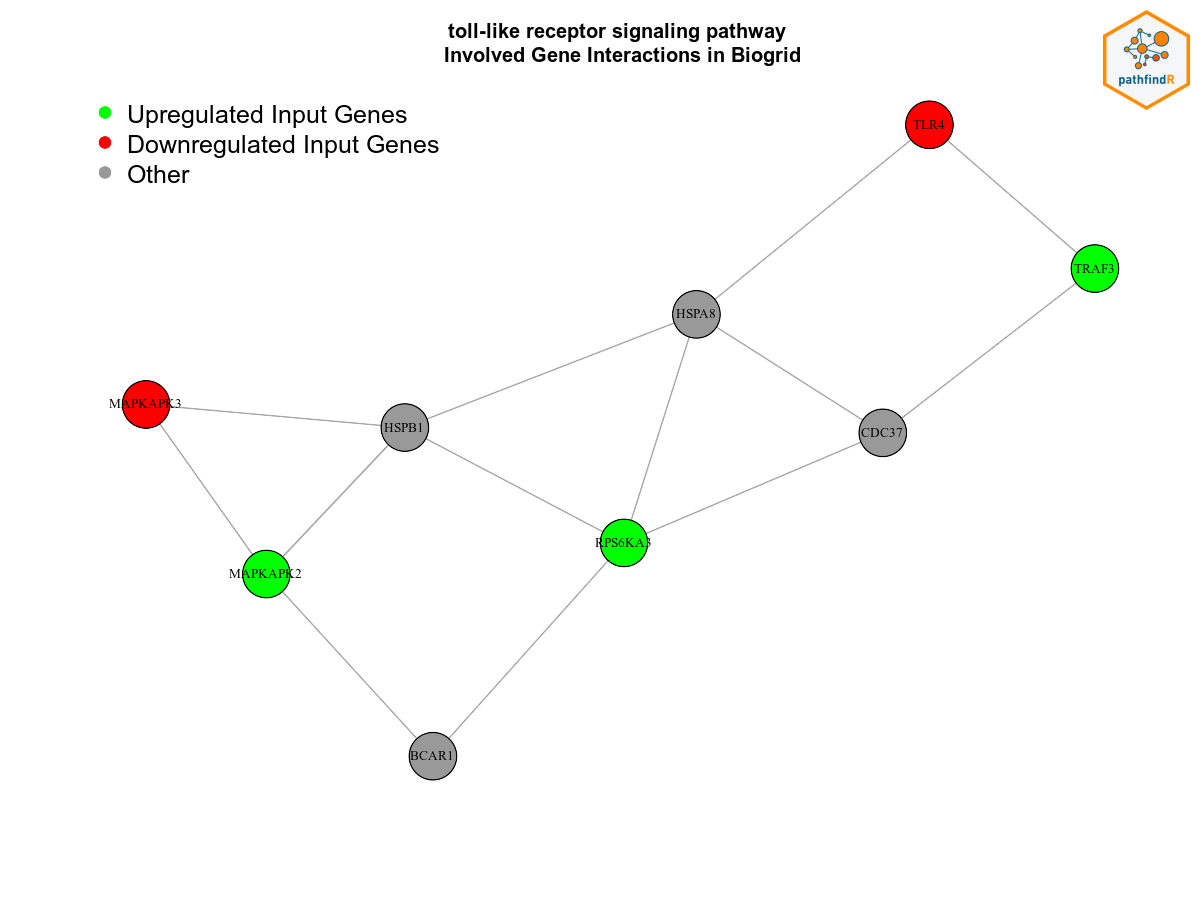 toll-like receptor signaling pathway
Involved Gene Interactions in Biogrid
pathfindR
Upregulated Input Genes
Downregulated Input Genes
Other
TLR4
TRAF3
HSPA8
MAPKAPK3
HSPB1
CDC37
RPS6KA3
MAPKAPK2
BCAR1